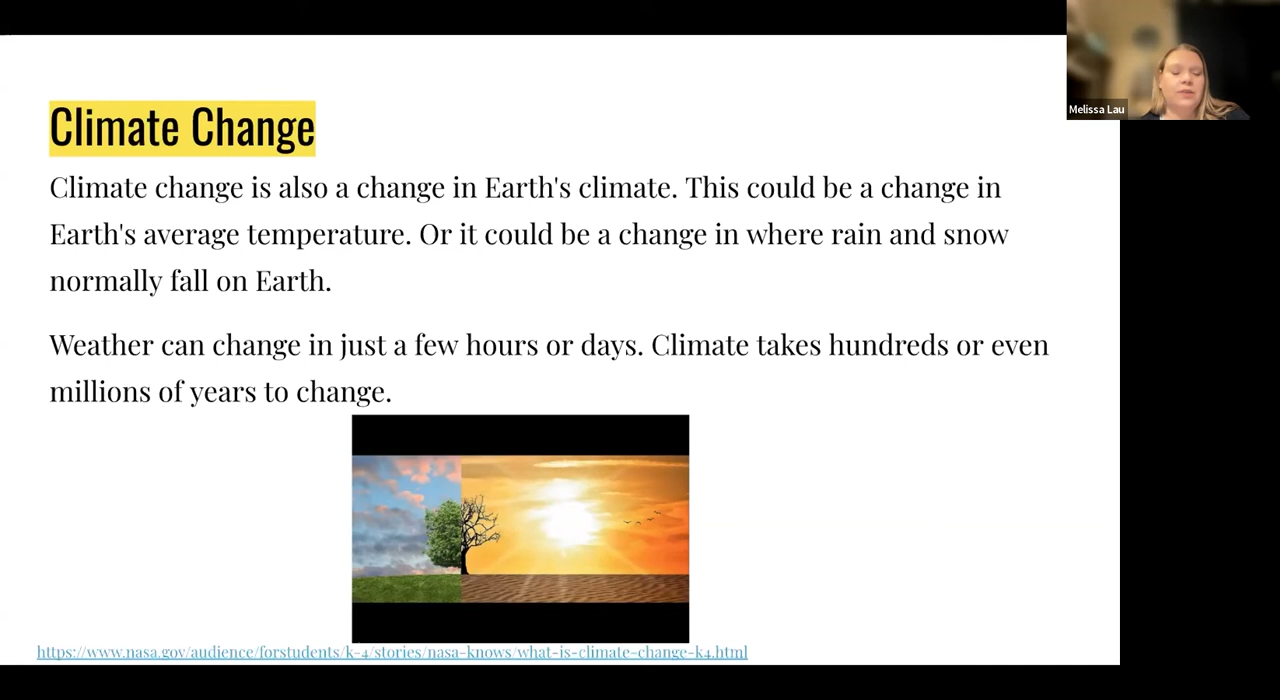 Climate Change
Climate change is also a change in Earth's climate. This could be a change in
Earth's average temperature. Or it could be a change in where rain and snow
normally fall on Earth.
Weather can change in just a few hours or days. Climate takes hundreds or even
millions of years to change.
https://www.nasa.gov/audience/forstudents/k-4/stories/nasa-knows/what-is-climate-change-k4.html
Melissa Lau